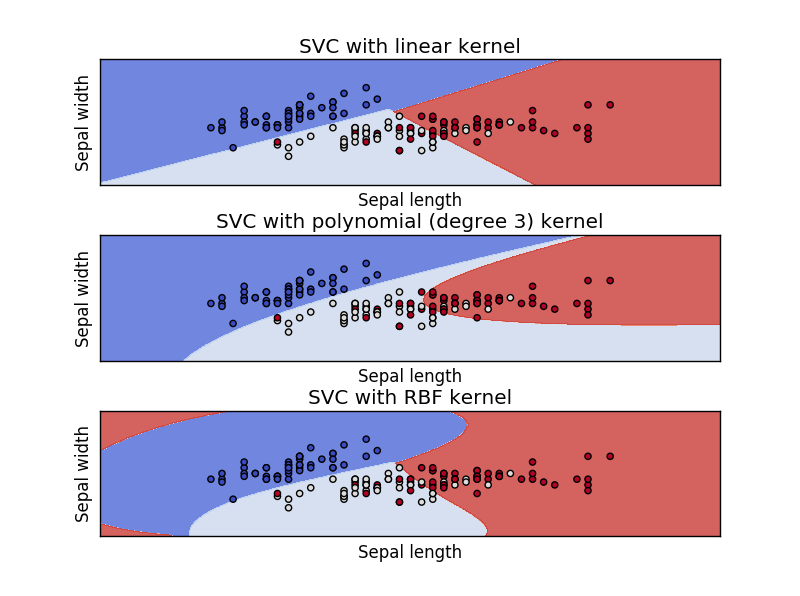 SVC with linear kernel
Sepal width
Sepal length
SVC with polynomial (degree 3) kernel
Sepal width
Sepal length
SVC with RBF kernel
Sepal width
Sepal length